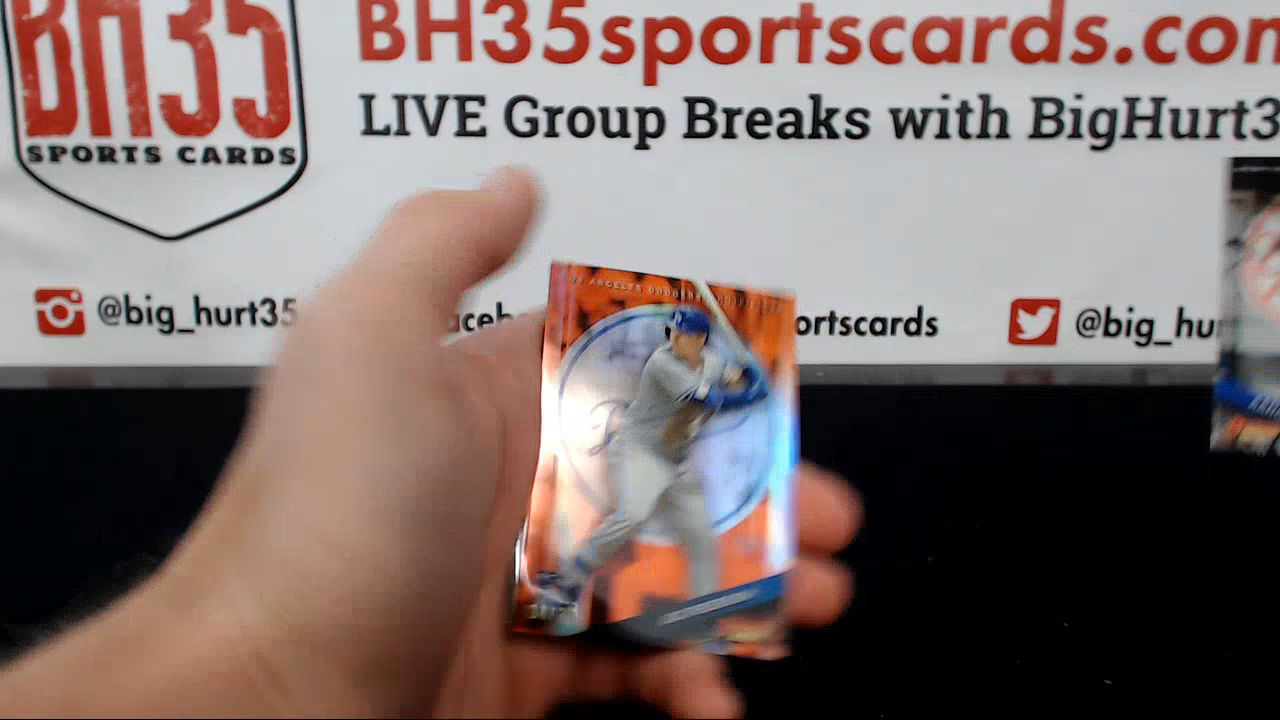 BH35
SPORTS CARDS
BH35sportscards.com
LIVE Group Breaks with BigHurt3
@big_hurt35
ortscards
@big_hu